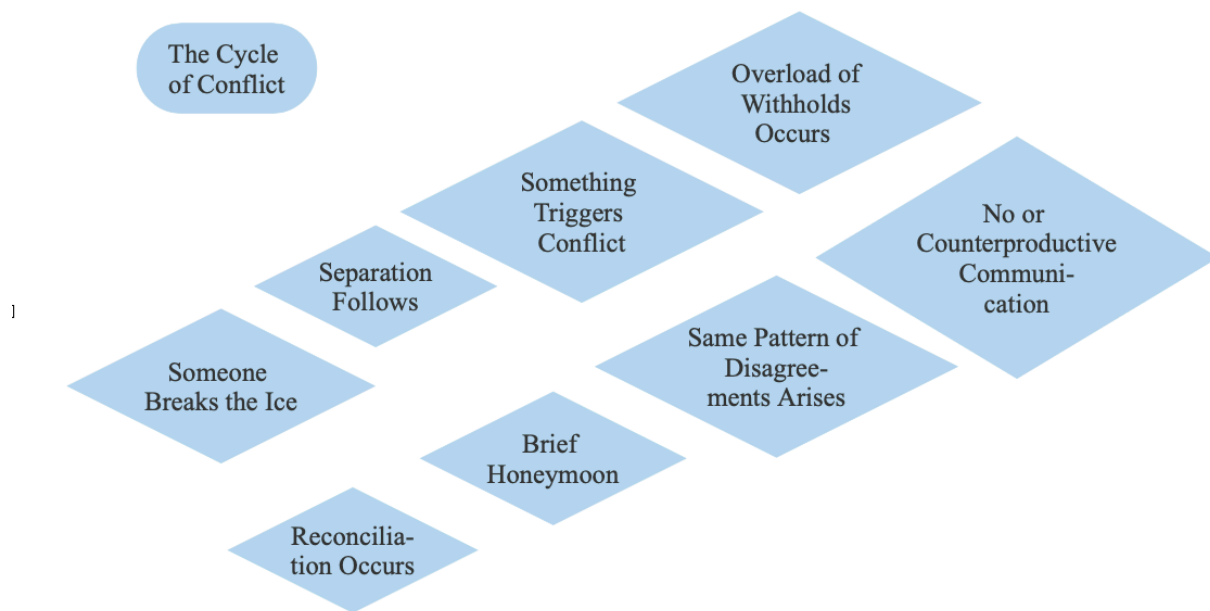 The Cycle
of Conflict
Overload of
Withholds
Occurs
Something
Triggers
Conflict
No or
Counterproductive
Communi-
cation
Separation
Follows
Same Pattern of
Disagree-
ments Arises
Someone
Breaks the Ice
Brief
Honeymoon
Reconcilia-
tion Occurs
]